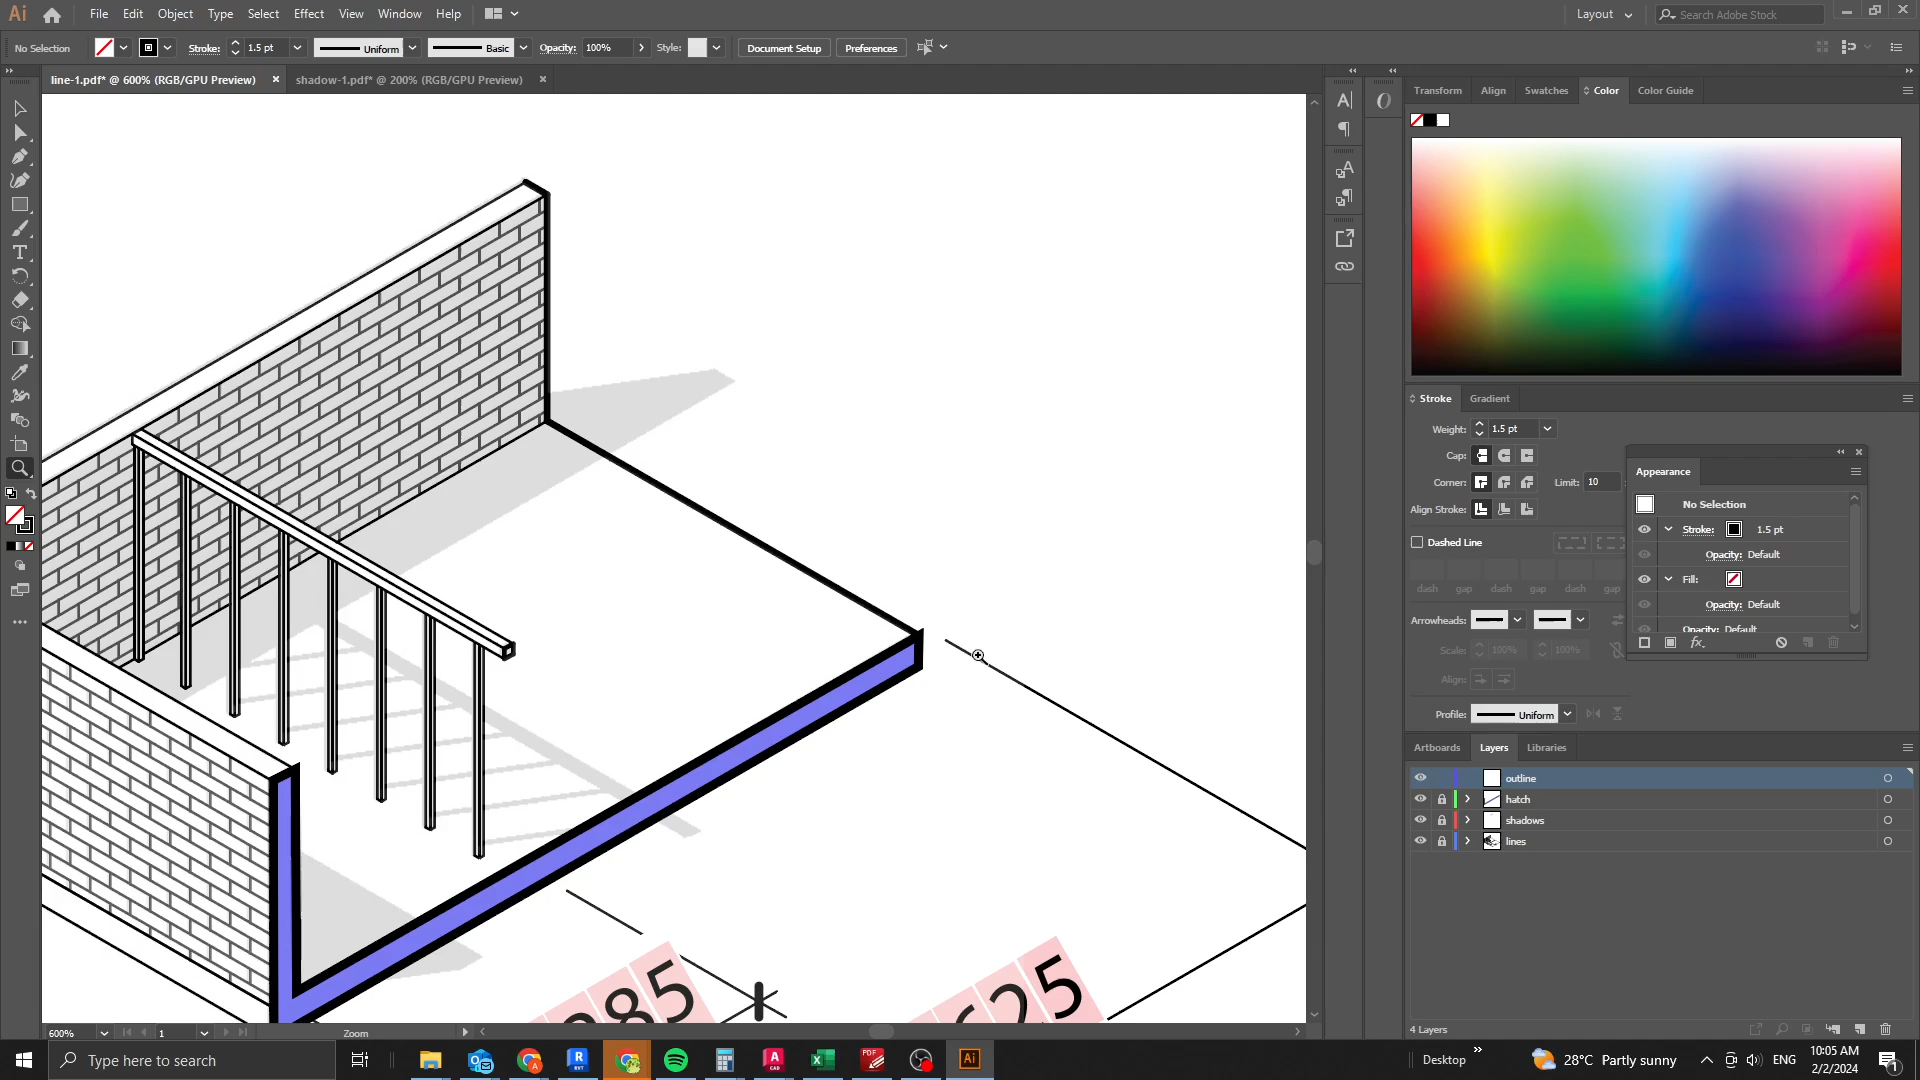 Ai File Edit Object Type Select Effect View Window Help Layout Search Adobe Stock
No Selection Stroke: 1.5 pt Uniform Basic Opacity: 100% Style: Document Setup Preferences
line-1.pdf* @ 600% (RGB/GPU Preview) × shadow-1.pdf* @ 200% (RGB/GPU Preview) ×
Transform Align Swatches Color Color Guide
Stroke Gradient
Weight: 1.5 pt
Cap:
Corner: Limit: 10
Align Stroke:
Dashed Line
dash gap dash gap dash gap
Arrowheads:
Scale: 100% 100%
Align:
Profile: Uniform
Appearance
No Selection
Stroke: 1.5 pt
Opacity: Default
Fill:
Opacity: Default
Opacity: Default
Artboards Layers Libraries
outline
hatch
shadows
lines
4 Layers
85
625
600% 1 Zoom
Type here to search
Desktop » 28°C Partly sunny ENG 10:05 AM
2/2/2024